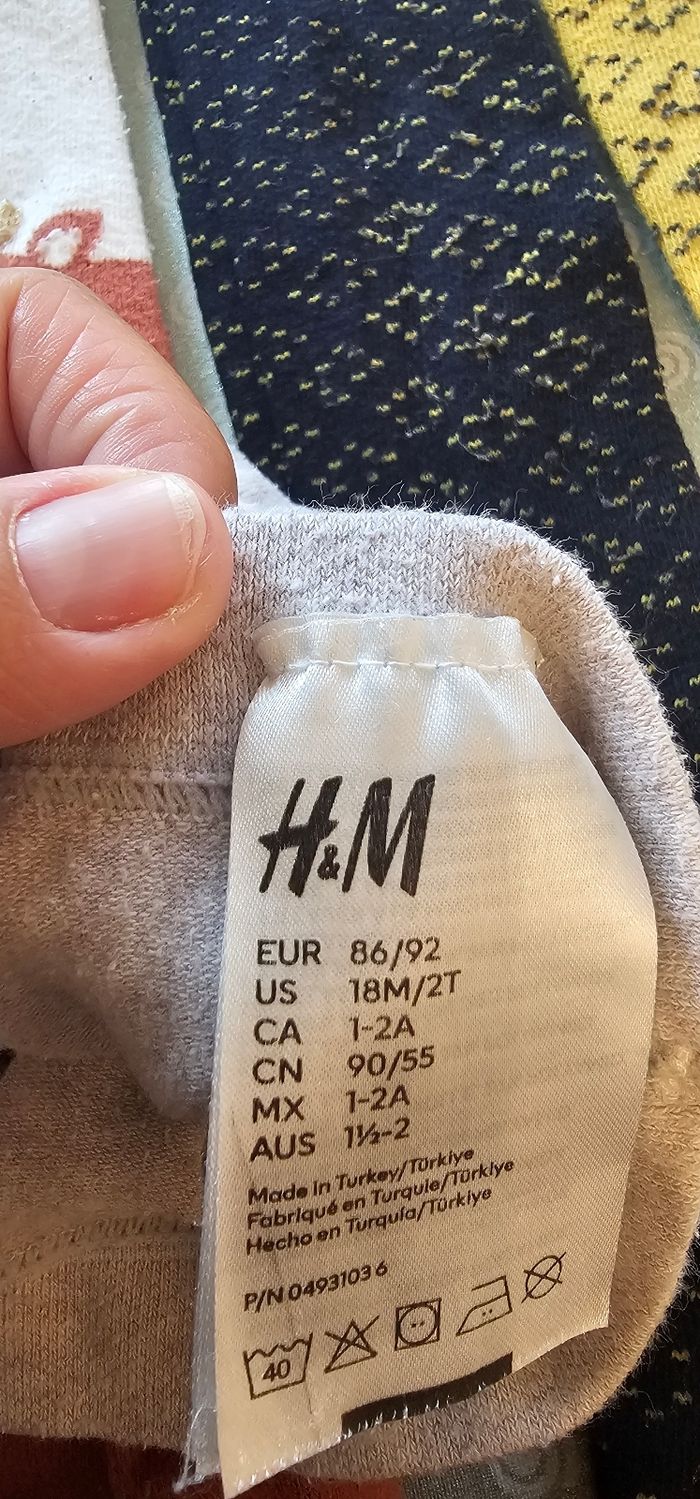 H&M
EUR 86/92
US 18M/2T
CA 1-2A
CN 90/55
MX 1-2A
AUS 1½-2
Made in Turkey/Türkiye
Fabriqué en Turquie/Türkiye
Hecho en Turquía/Türkiye
P/N 0493103 6
40